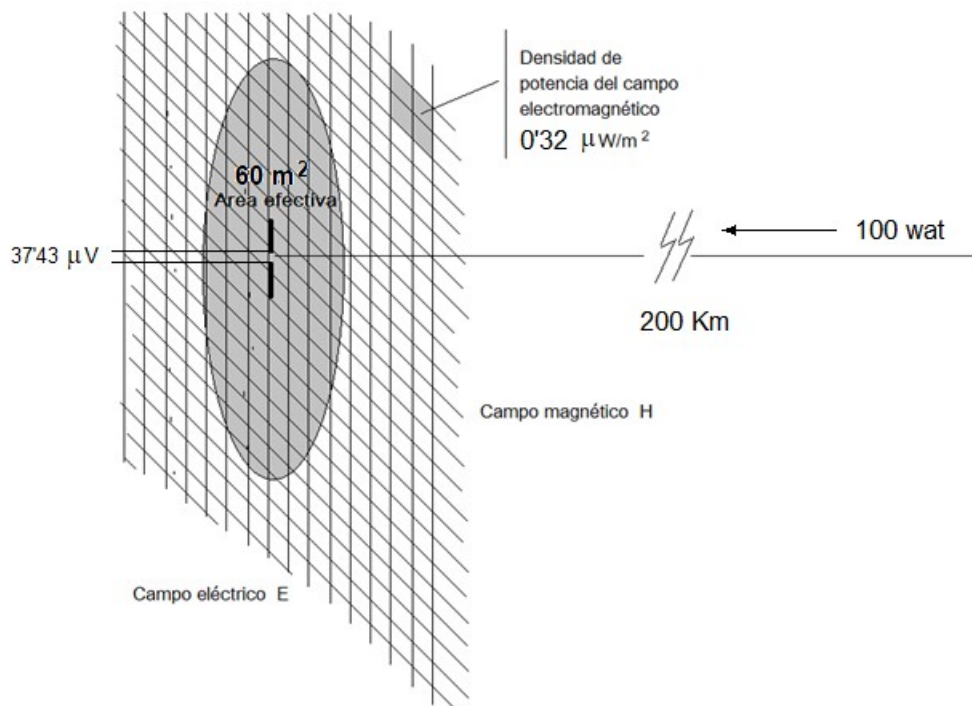 Densidad de
potencia del campo
electromagnético
0'32 μW/m²
60 m²
Area efectiva
37'43 μV
100 wat
200 Km
Campo magnético H
Campo eléctrico E